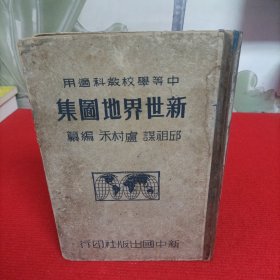 中等學校教科適用
新世界地圖集
邱祖謀 盧村禾 編纂
新中國出版社印行